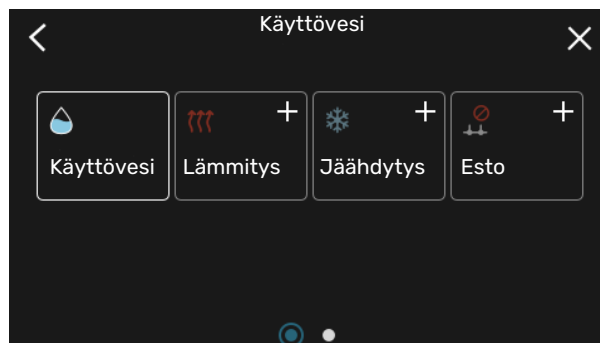 Käyttövesi
Käyttövesi
Lämmitys
Jäähdytys
Esto